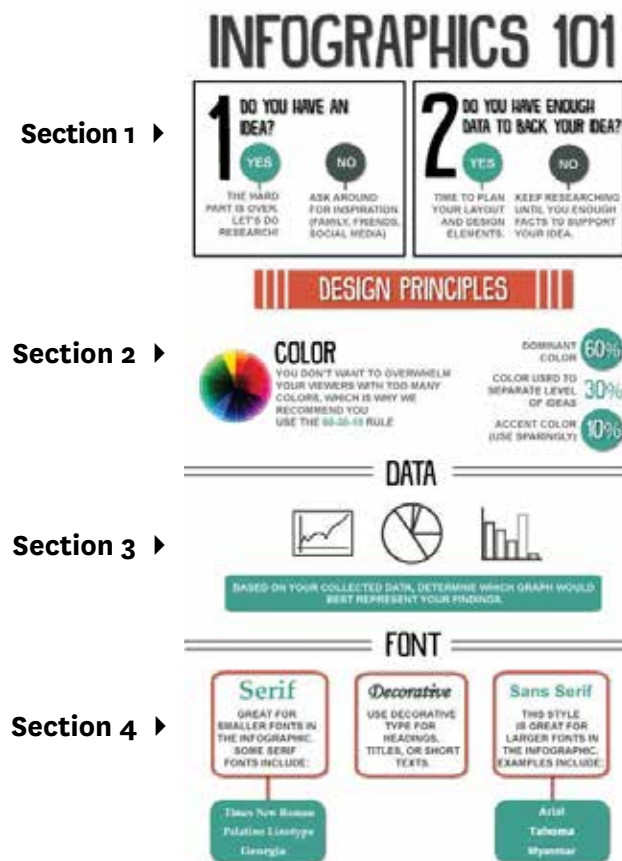 INFOGRAPHICS 101
Section 1
1
DO YOU HAVE AN
IDEA?
YES
NO
THE HARD
PART IS OVER.
LET'S DO
RESEARCH!
ASK AROUND
FOR INSPIRATION
(FAMILY, FRIENDS,
SOCIAL MEDIA)
2
DO YOU HAVE ENOUGH
DATA TO BACK YOUR IDEA?
YES
NO
TIME TO PLAN
YOUR LAYOUT
AND DESIGN
ELEMENTS.
KEEP RESEARCHING
UNTIL YOU ENOUGH
FACTS TO SUPPORT
YOUR IDEA.
DESIGN PRINCIPLES
Section 2
COLOR
YOU DON'T WANT TO OVERWHELM
YOUR VIEWERS WITH TOO MANY
COLORS, WHICH IS WHY WE
RECOMMEND YOU
USE THE 60-30-10 RULE
DOMINANT
COLOR
60%
COLOR USED TO
SEPARATE LEVEL
OF IDEAS
30%
ACCENT COLOR
(USE SPARINGLY)
10%
DATA
Section 3
BASED ON YOUR COLLECTED DATA, DETERMINE WHICH GRAPH WOULD
BEST REPRESENT YOUR FINDINGS.
FONT
Section 4
Serif
GREAT FOR
SMALLER FONTS IN
THE INFOGRAPHIC.
SOME SERIF
FONTS INCLUDE:
Times New Roman
Palatino Linotype
Georgia
Decorative
USE DECORATIVE
TYPE FOR
HEADINGS,
TITLES, OR SHORT
TEXTS.
Sans Serif
THIS STYLE
IS GREAT FOR
LARGER FONTS IN
THE INFOGRAPHIC.
EXAMPLES INCLUDE:
Arial
Tahoma
Myanmar